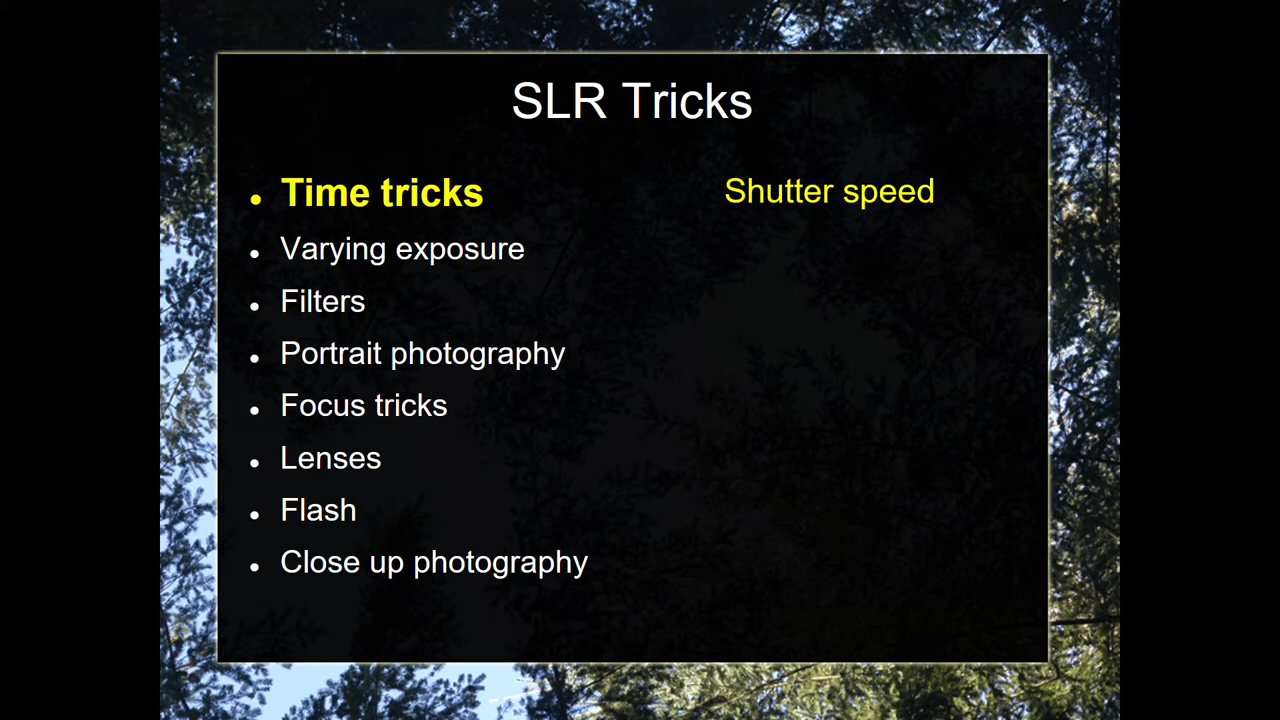 SLR Tricks
• Time tricks
Shutter speed
• Varying exposure
• Filters
• Portrait photography
• Focus tricks
• Lenses
• Flash
• Close up photography